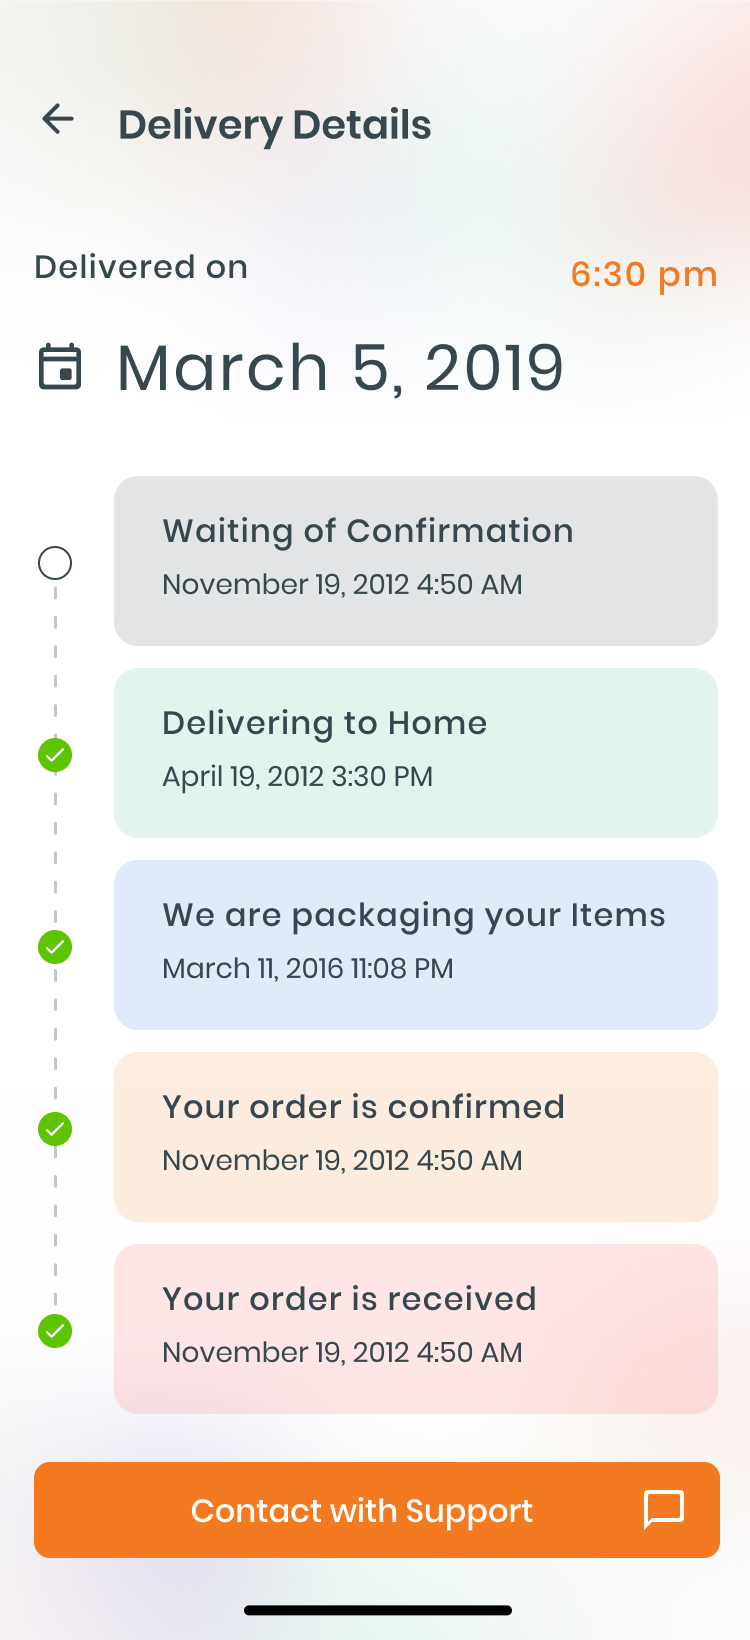 Delivery Details
Delivered on
6:30 pm
March 5, 2019
Waiting of Confirmation
November 19, 2012 4:50 AM
Delivering to Home
April 19, 2012 3:30 PM
We are packaging your Items
March 11, 2016 11:08 PM
Your order is confirmed
November 19, 2012 4:50 AM
Your order is received
November 19, 2012 4:50 AM
Contact with Support